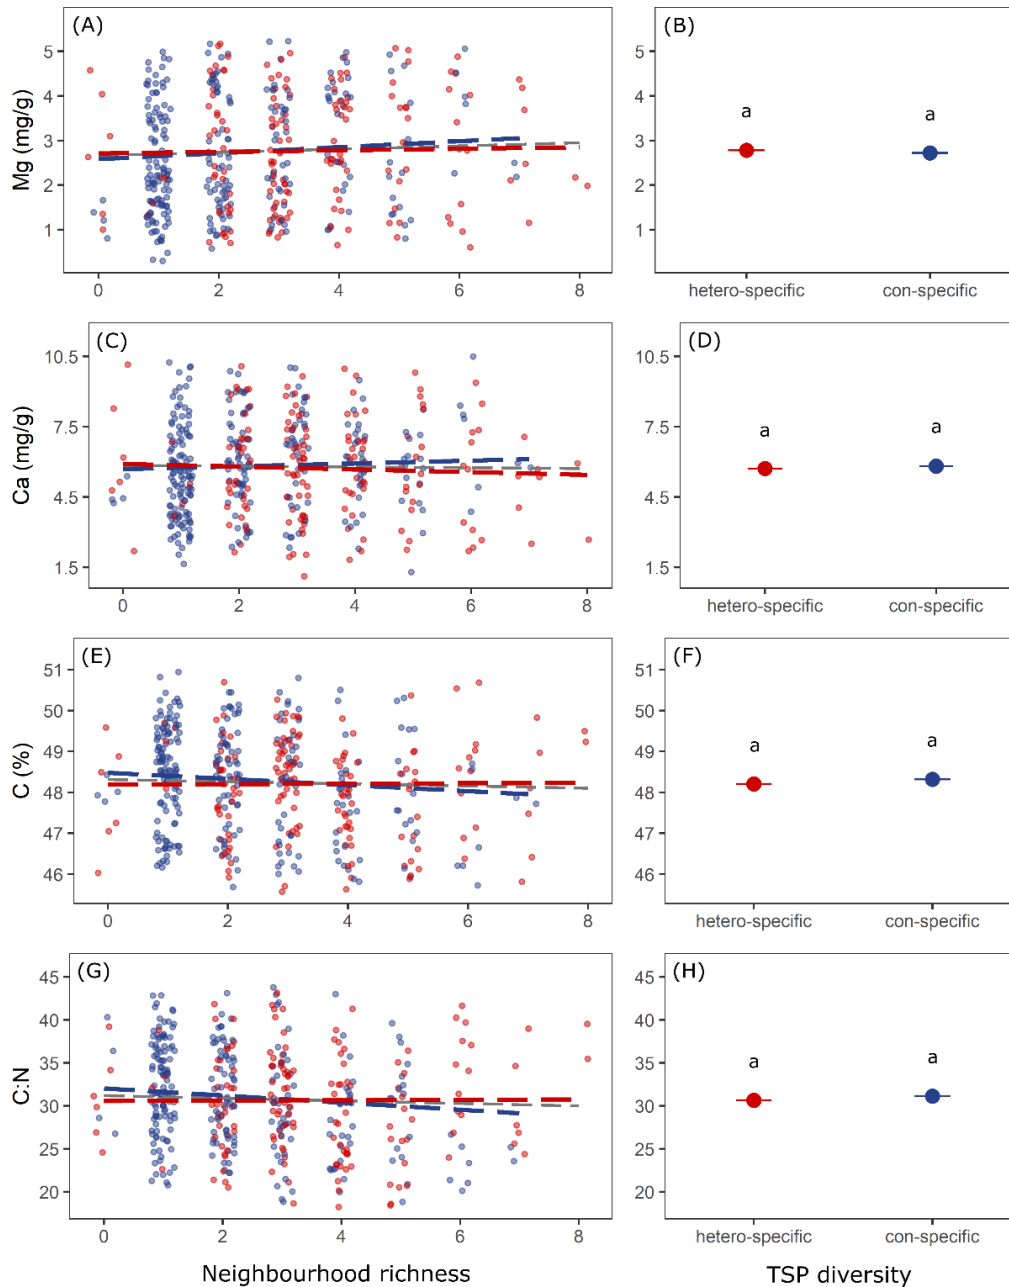 (A)
Mg (mg/g)
5
4
3
2
1
0 2 4 6 8
(B)
5
4
3
2
1
a a
hetero-specific con-specific
(C)
Ca (mg/g)
10.5
7.5
4.5
1.5
0 2 4 6 8
(D)
10.5
7.5
4.5
1.5
a a
hetero-specific con-specific
(E)
C (%)
51
50
49
48
47
46
0 2 4 6 8
(F)
51
50
49
48
47
46
a a
hetero-specific con-specific
(G)
C:N
45
40
35
30
25
20
0 2 4 6 8
Neighbourhood richness
(H)
45
40
35
30
25
20
a a
hetero-specific con-specific
TSP diversity